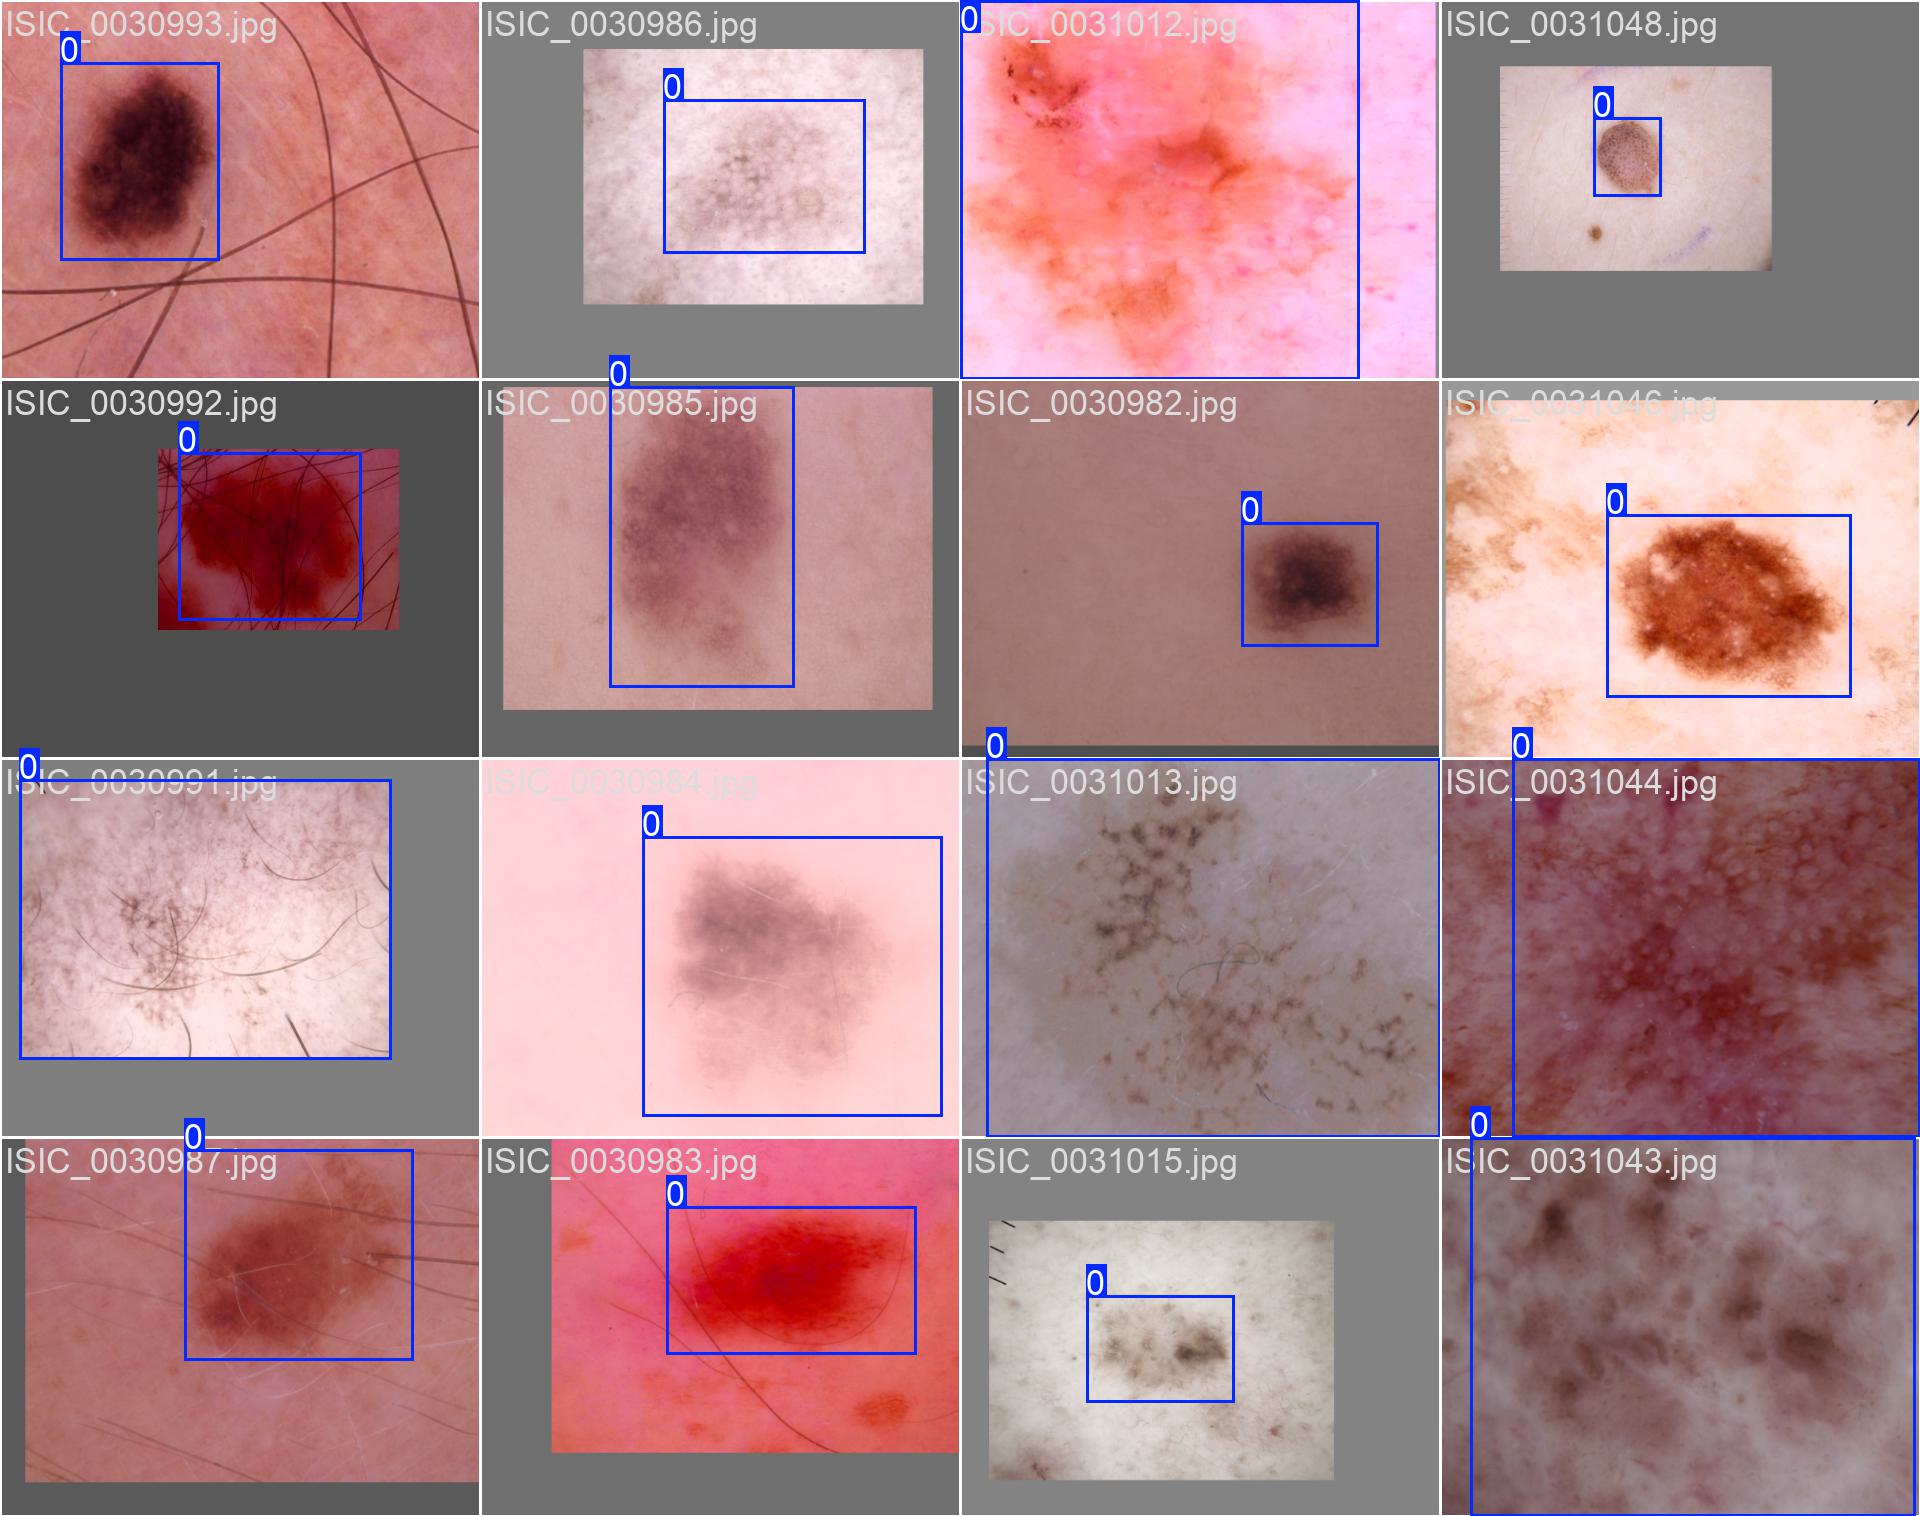 ISIC_0030993.jpg
0
ISIC_0030986.jpg
0
ISIC_0031012.jpg
0
ISIC_0031048.jpg
0
ISIC_0030992.jpg
0
ISIC_0030985.jpg
0
ISIC_0030982.jpg
0
ISIC_0031046.jpg
0
ISIC_0030991.jpg
0
ISIC_0030984.jpg
0
ISIC_0031013.jpg
0
ISIC_0031044.jpg
0
ISIC_0030987.jpg
0
ISIC_0030983.jpg
0
ISIC_0031015.jpg
0
ISIC_0031043.jpg
0